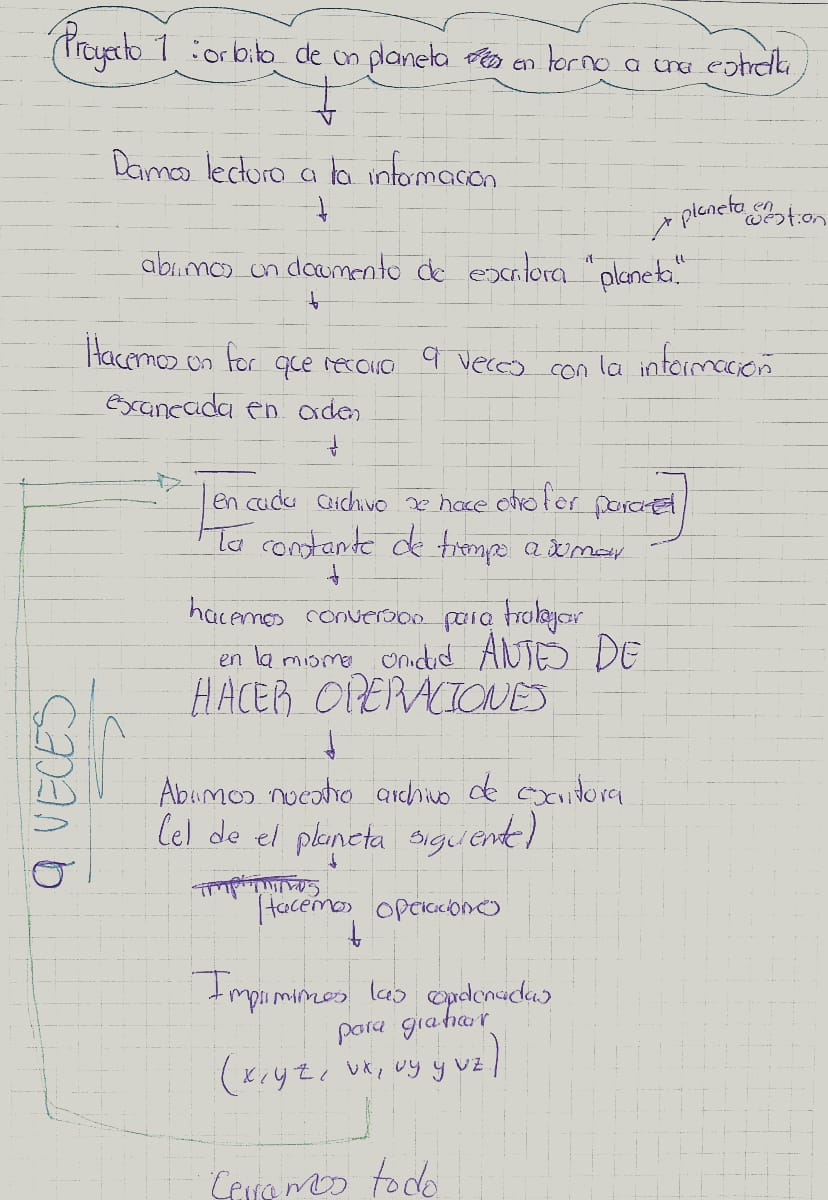 Proyecto 1 : orbita de un planeta en torno a una estrella
Damos lectura a la informacion
planeta en cuestion
abrimos un documento de escritura "planeta."
Hacemos un for que recorra 9 veces con la información
escaneada en orden
en cada archivo se hace otro for para el
la constante de tiempo a sumar
hacemos conversion para trabajar
en la misma unidad ANTES DE
HACER OPERACIONES
9 VECES
Abrimos nuestro archivo de escritura
(el de el planeta siguiente)
imprimimos
Hacemos operaciones
Imprimimos las coordenadas
para graficar
(x, y z, vx, vy y vz)
Cerramos todo